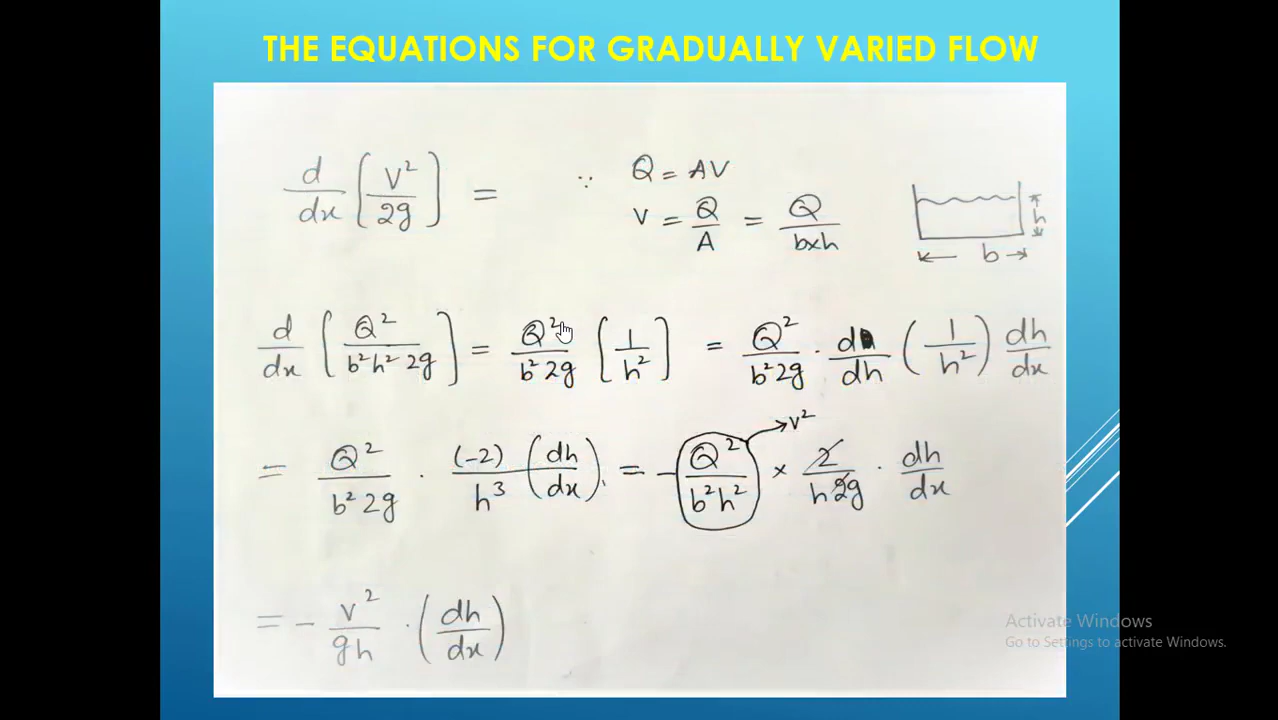 THE EQUATIONS FOR GRADUALLY VARIED FLOW
d/dx [V²/2g] = ∵ Q = AV
V = Q/A = Q/b×h
h
b
d/dx [Q²/b²h²2g] = Q²/b²2g [1/h²] = Q²/b²2g · d/dh (1/h²) dh/dx
→ V²
= Q²/b²2g · (-2)/h³ (dh/dx) = - Q²/b²h² × 2/h2g · dh/dx
= - V²/gh · (dh/dx)
Activate Windows
Go to Settings to activate Windows.